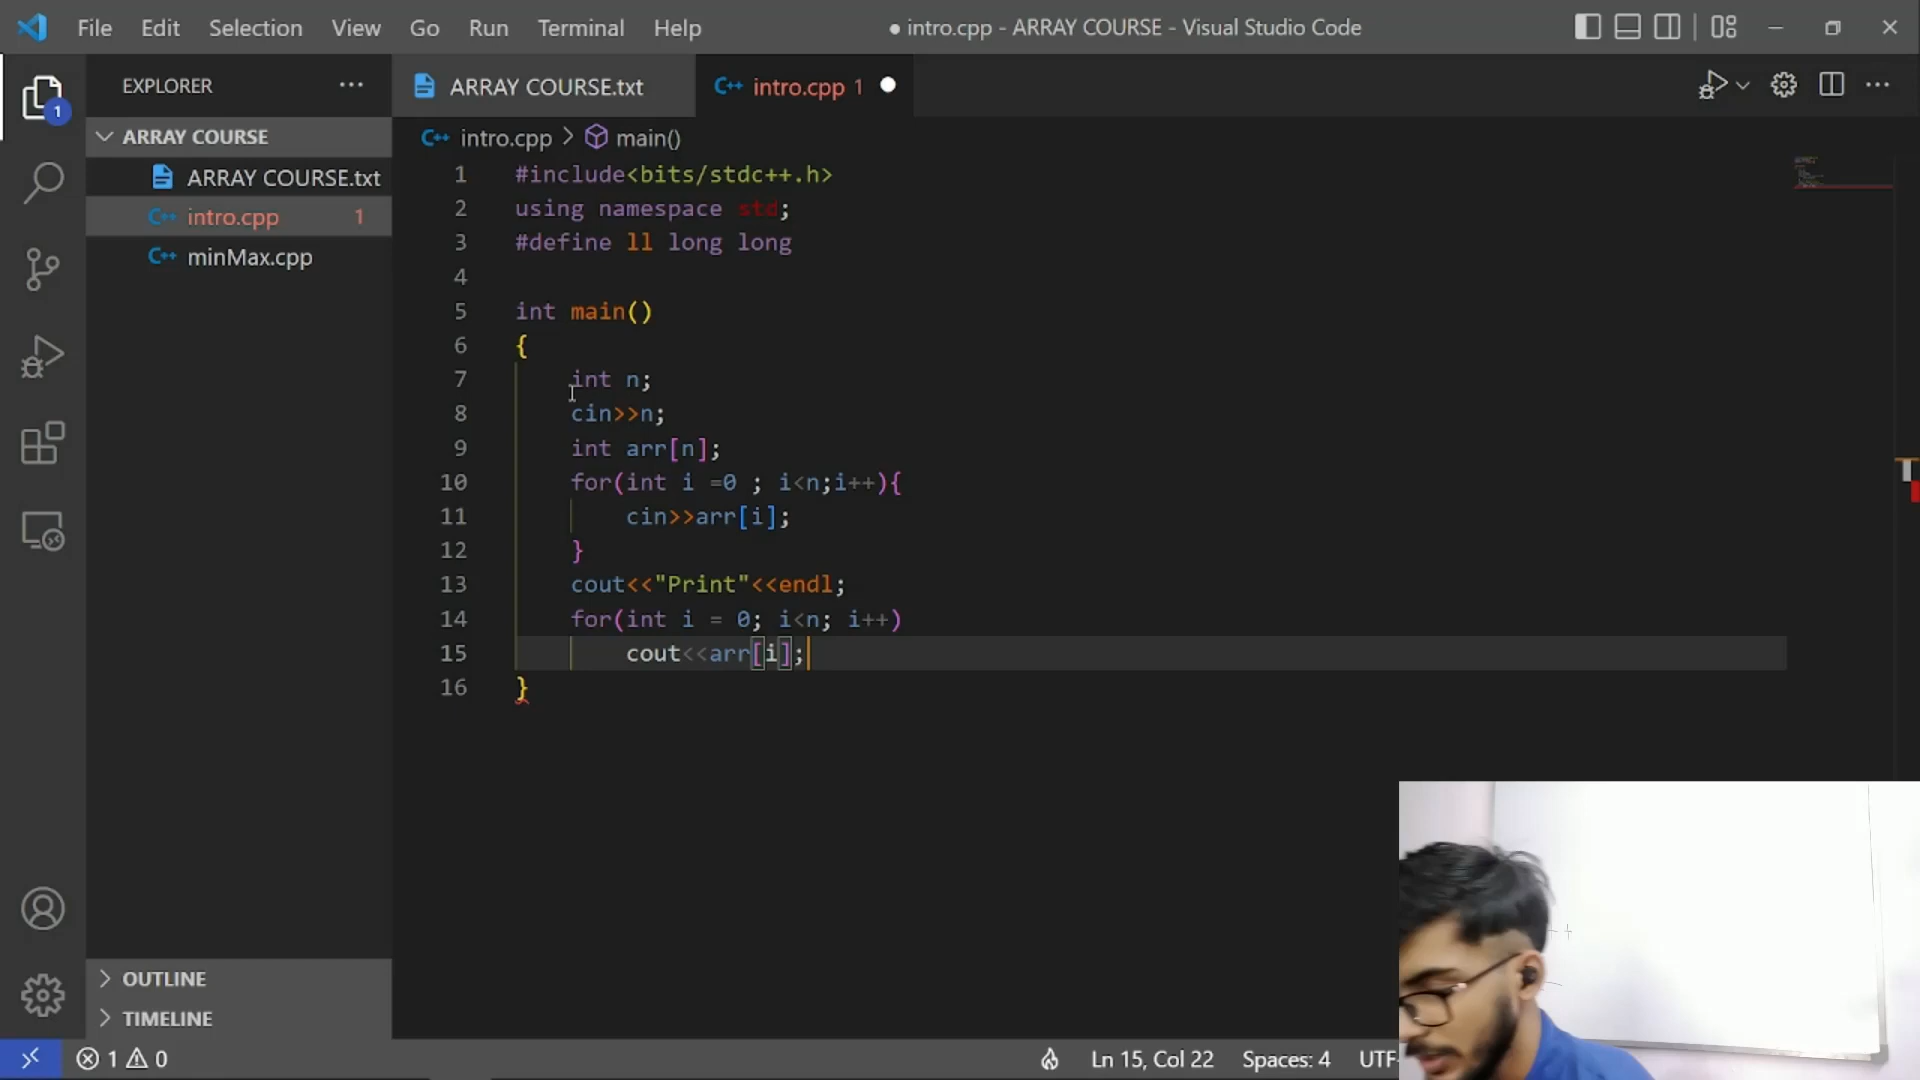 File Edit Selection View Go Run Terminal Help ● intro.cpp - ARRAY COURSE - Visual Studio Code
EXPLORER
ARRAY COURSE.txt
intro.cpp 1
ARRAY COURSE
ARRAY COURSE.txt
intro.cpp 1
minMax.cpp
1
intro.cpp > main()
1 #include<bits/stdc++.h>
2 using namespace std;
3 #define ll long long
4
5 int main()
6 {
7 int n;
8 cin>>n;
9 int arr[n];
10 for(int i =0 ; i<n;i++){
11 cin>>arr[i];
12 }
13 cout<<"Print"<<endl;
14 for(int i = 0; i<n; i++)
15 cout<<arr[i];
16 }
OUTLINE
TIMELINE
1 0 Ln 15, Col 22 Spaces: 4 UTF-